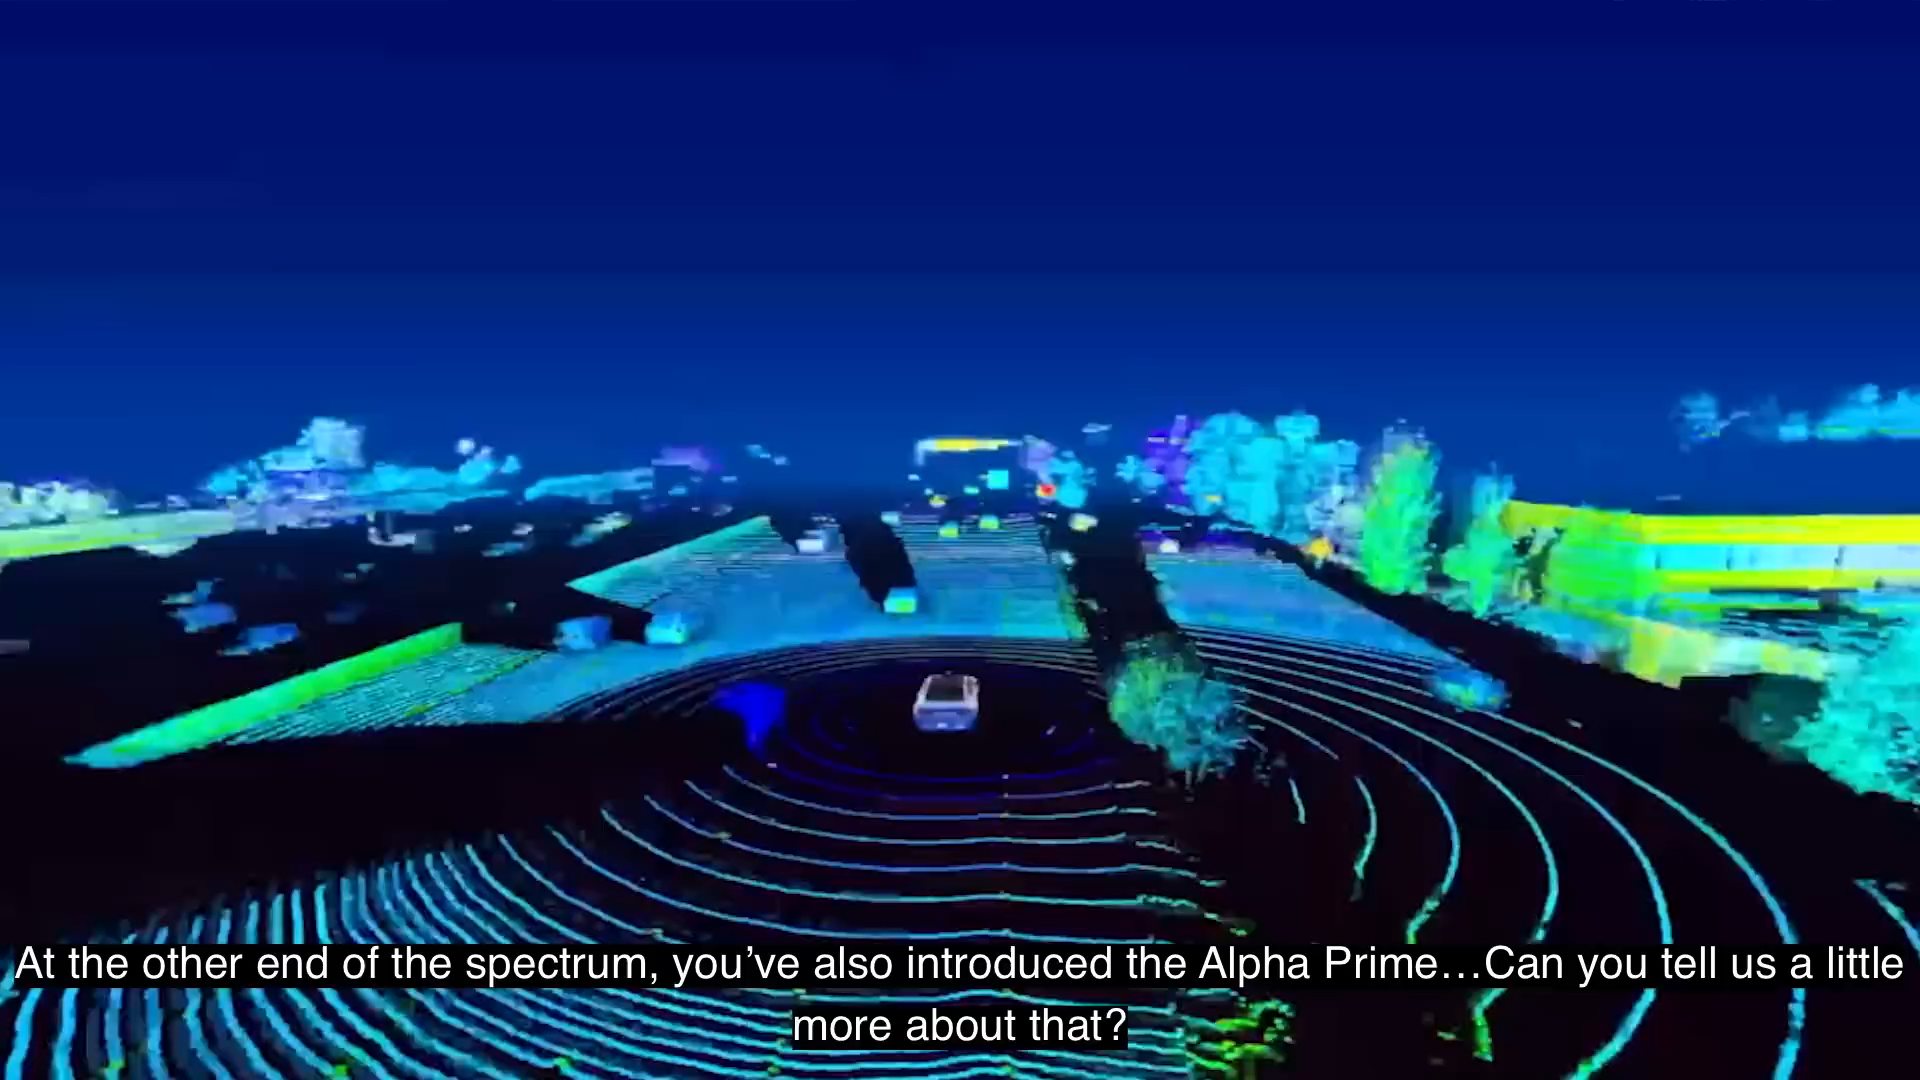 At the other end of the spectrum, you’ve also introduced the Alpha Prime…Can you tell us a little
more about that?